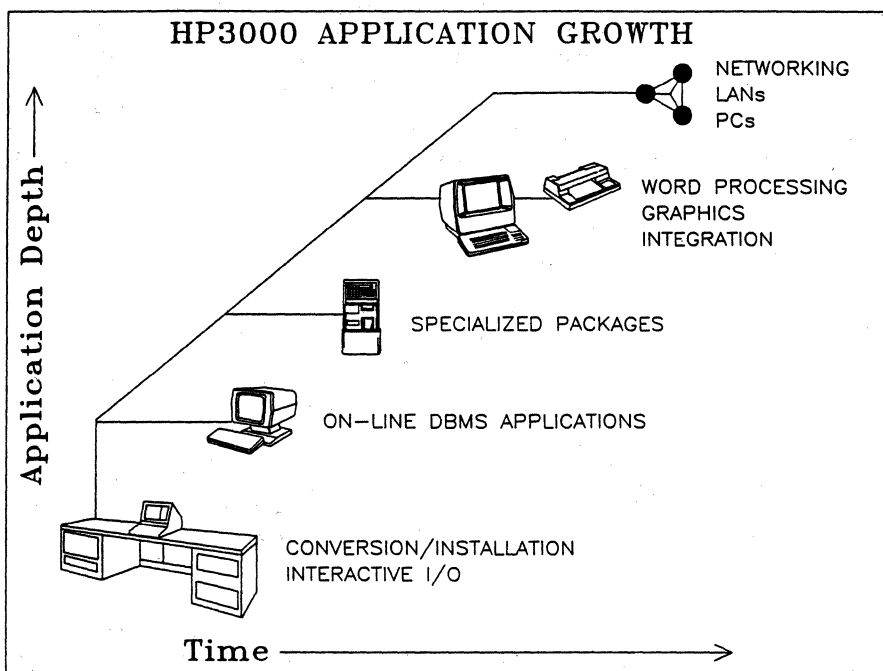 HP3000 APPLICATION GROWTH
NETWORKING
LANs
PCs
WORD PROCESSING
GRAPHICS
INTEGRATION
SPECIALIZED PACKAGES
ON-LINE DBMS APPLICATIONS
CONVERSION/INSTALLATION
INTERACTIVE I/O
Application Depth
Time